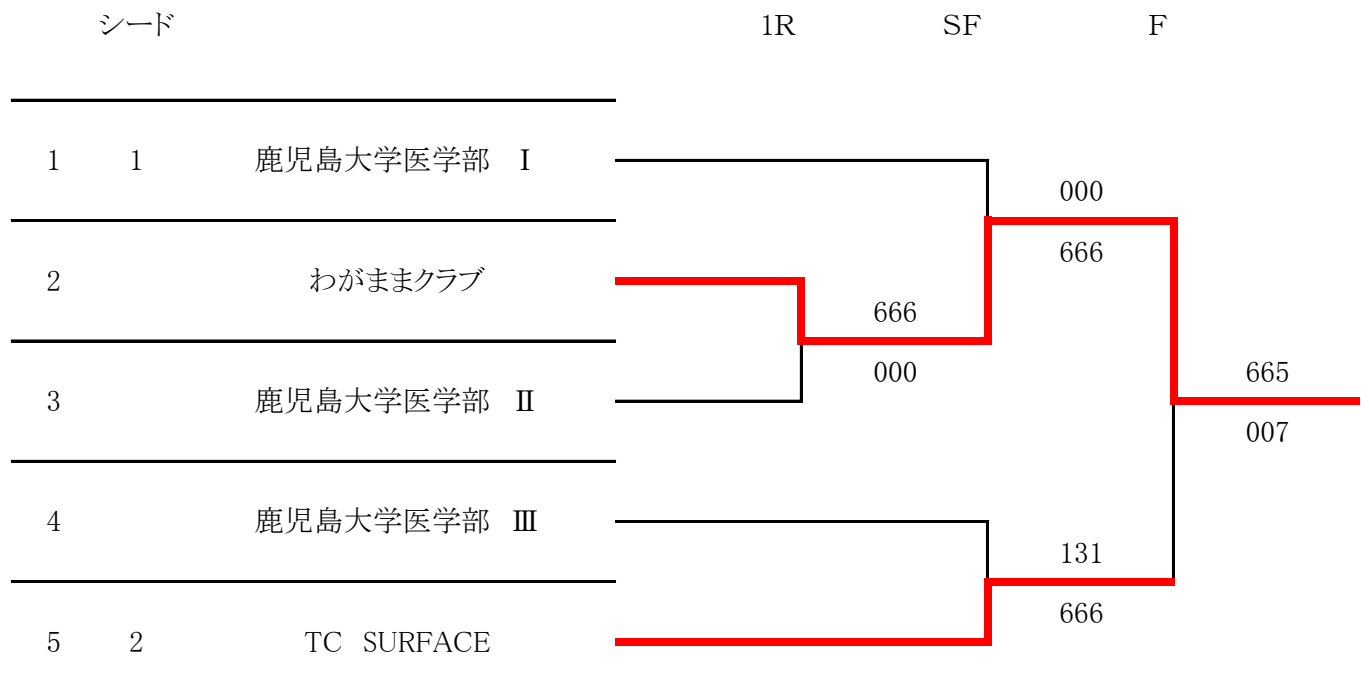 シード 1R SF F
1 1 鹿児島大学医学部 Ⅰ
000
666
2 わがままクラブ
666
000
3 鹿児島大学医学部 Ⅱ
665
007
4 鹿児島大学医学部 Ⅲ
131
666
5 2 TC SURFACE